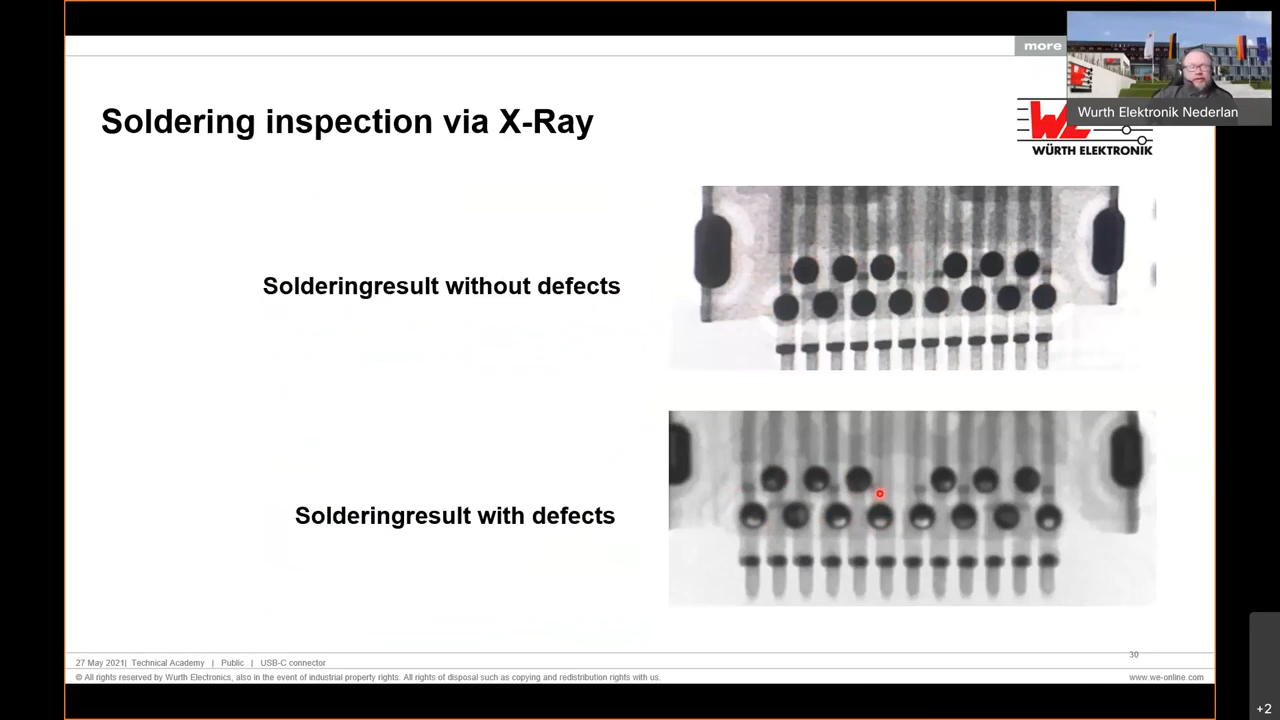 more
Wurth Elektronik Nederlan
Soldering inspection via X-Ray
WE
WÜRTH ELEKTRONIK
Solderingresult without defects
Solderingresult with defects
30
27 May 2021| Technical Academy | Public | USB-C connector
© All rights reserved by Wurth Electronics, also in the event of industrial property rights. All rights of disposal such as copying and redistribution rights with us.
www.we-online.com
+2